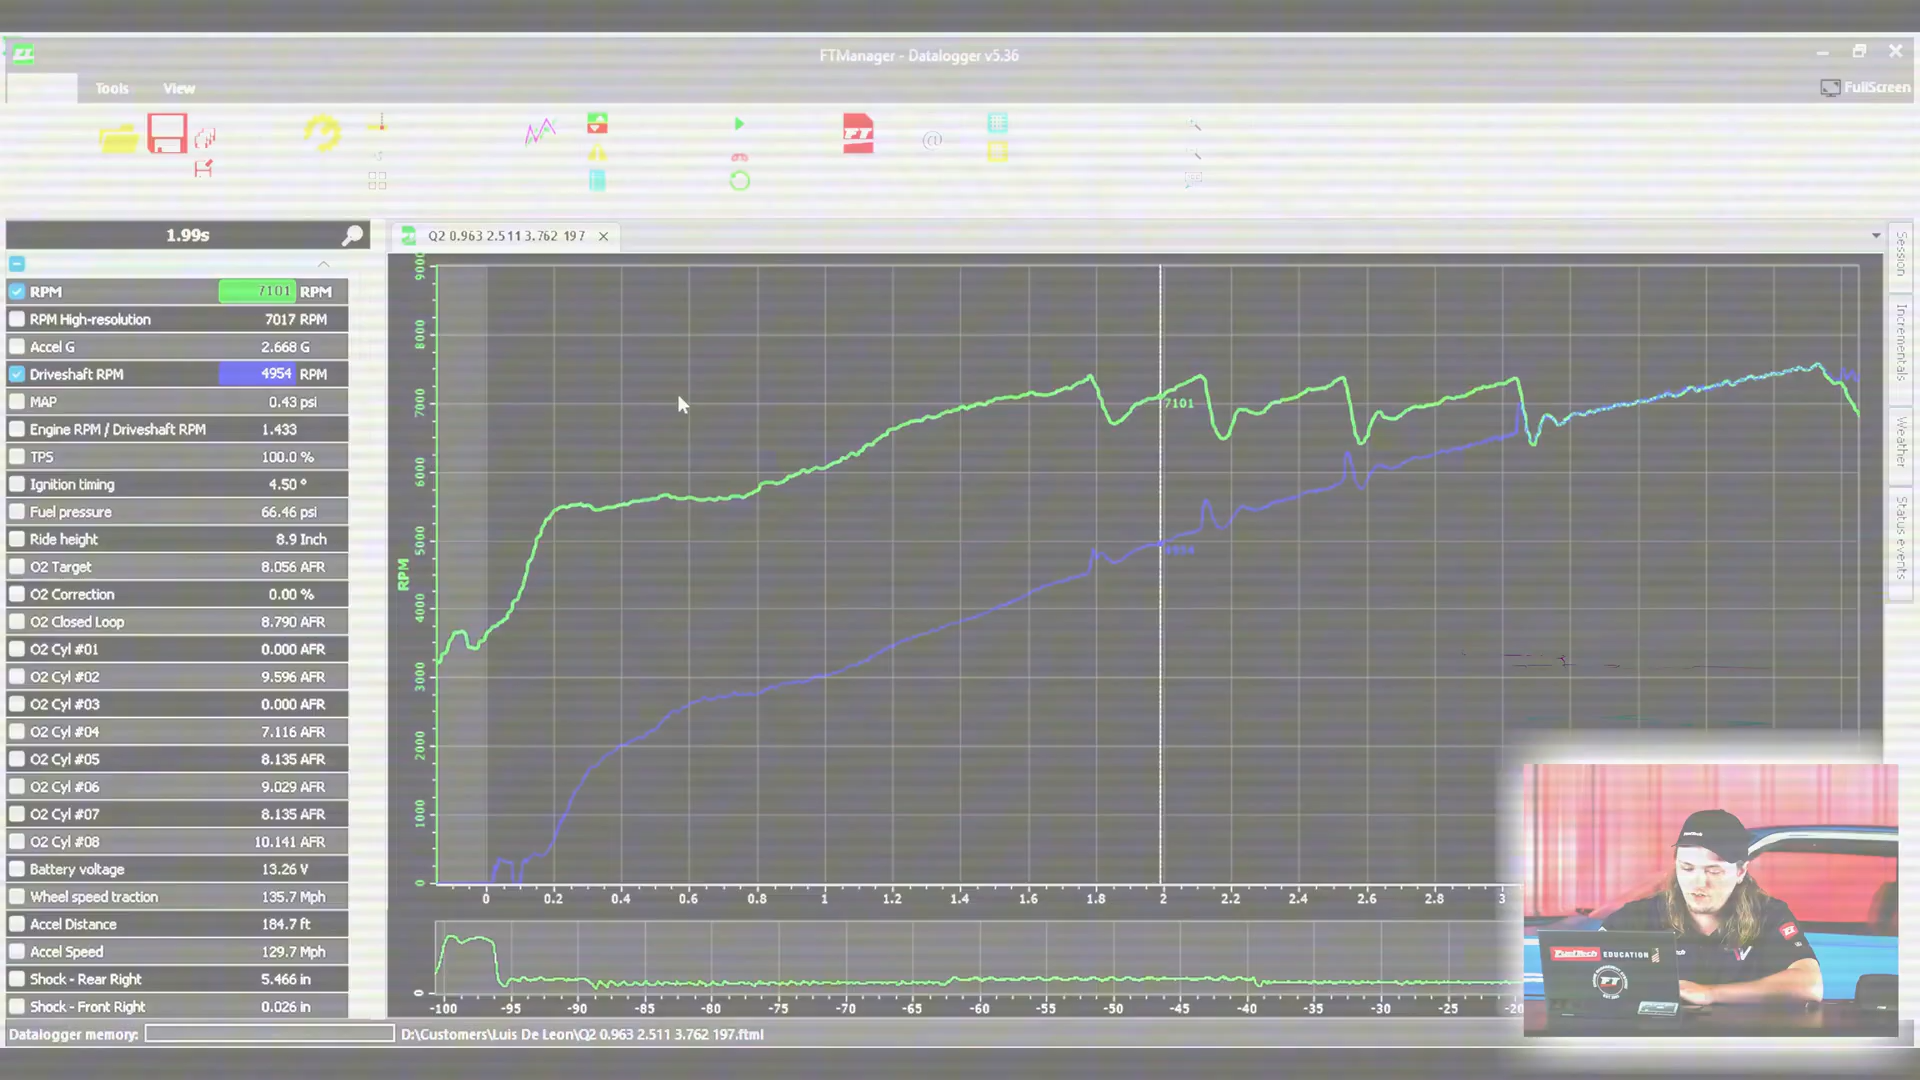 FTManager - Datalogger v5.36
Tools View
FullScreen
1.99s
Q2 0.963 2.511 3.762 197
RPM 7101 RPM
RPM High-resolution 7017 RPM
Accel G 2.668 G
Driveshaft RPM 4954 RPM
MAP 0.43 psi
Engine RPM / Driveshaft RPM 1.433
TPS 100.0 %
Ignition timing 4.50 °
Fuel pressure 66.46 psi
Ride height 8.9 Inch
O2 Target 8.056 AFR
O2 Correction 0.00 %
O2 Closed Loop 8.790 AFR
O2 Cyl #01 0.000 AFR
O2 Cyl #02 9.596 AFR
O2 Cyl #03 0.000 AFR
O2 Cyl #04 7.116 AFR
O2 Cyl #05 8.135 AFR
O2 Cyl #06 9.029 AFR
O2 Cyl #07 8.135 AFR
O2 Cyl #08 10.141 AFR
Battery voltage 13.26 V
Wheel speed traction 135.7 Mph
Accel Distance 184.7 ft
Accel Speed 129.7 Mph
Shock - Rear Right 5.466 in
Shock - Front Right 0.026 in
RPM
9000
8000
7000
6000
5000
4000
3000
2000
1000
0
7101
4954
0 0.2 0.4 0.6 0.8 1 1.2 1.4 1.6 1.8 2 2.2 2.4 2.6 2.8 3
0
-100 -95 -90 -85 -80 -75 -70 -65 -60 -55 -50 -45 -40 -35 -30 -25 -20
Session
Incrementals
Weather
Status events
FuelTech EDUCATION
FT
Datalogger memory:
D:\Customers\Luis De Leon\Q2 0.963 2.511 3.762 197.ftml